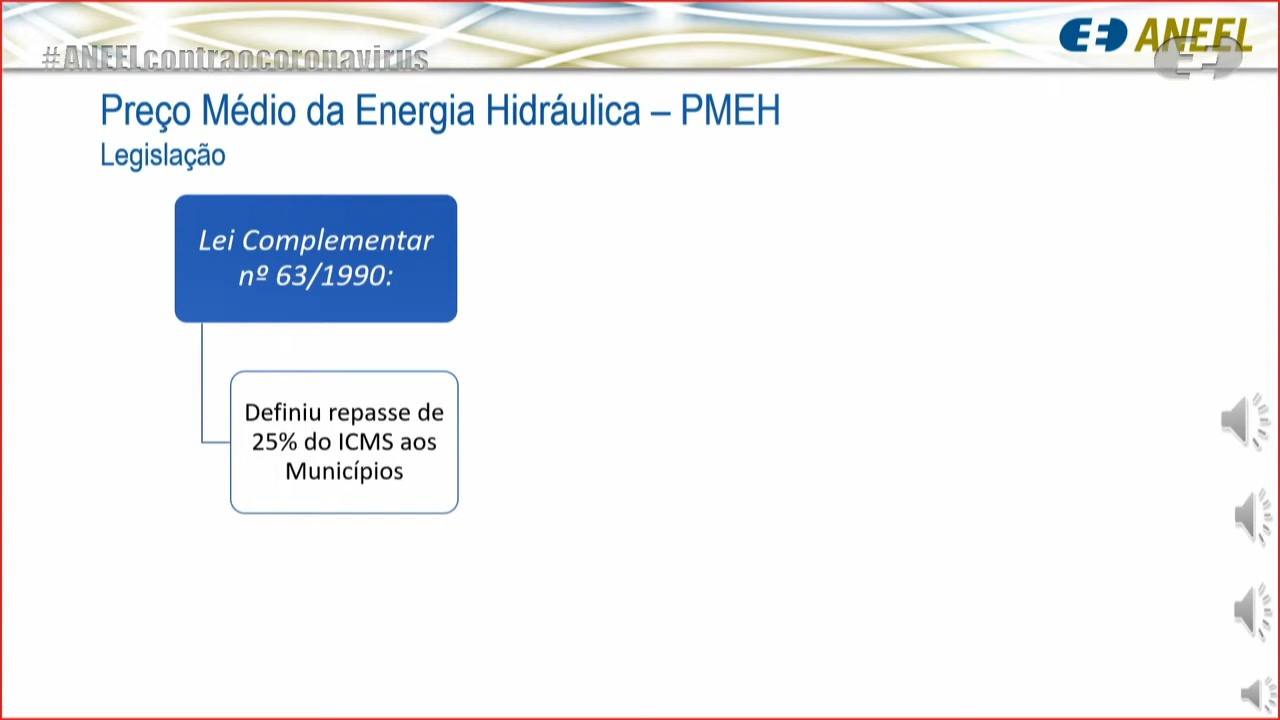 #ANEELcontraocoronavirus
ANEEL
Preço Médio da Energia Hidráulica – PMEH
Legislação
Lei Complementar
nº 63/1990:
Definiu repasse de
25% do ICMS aos
Municípios